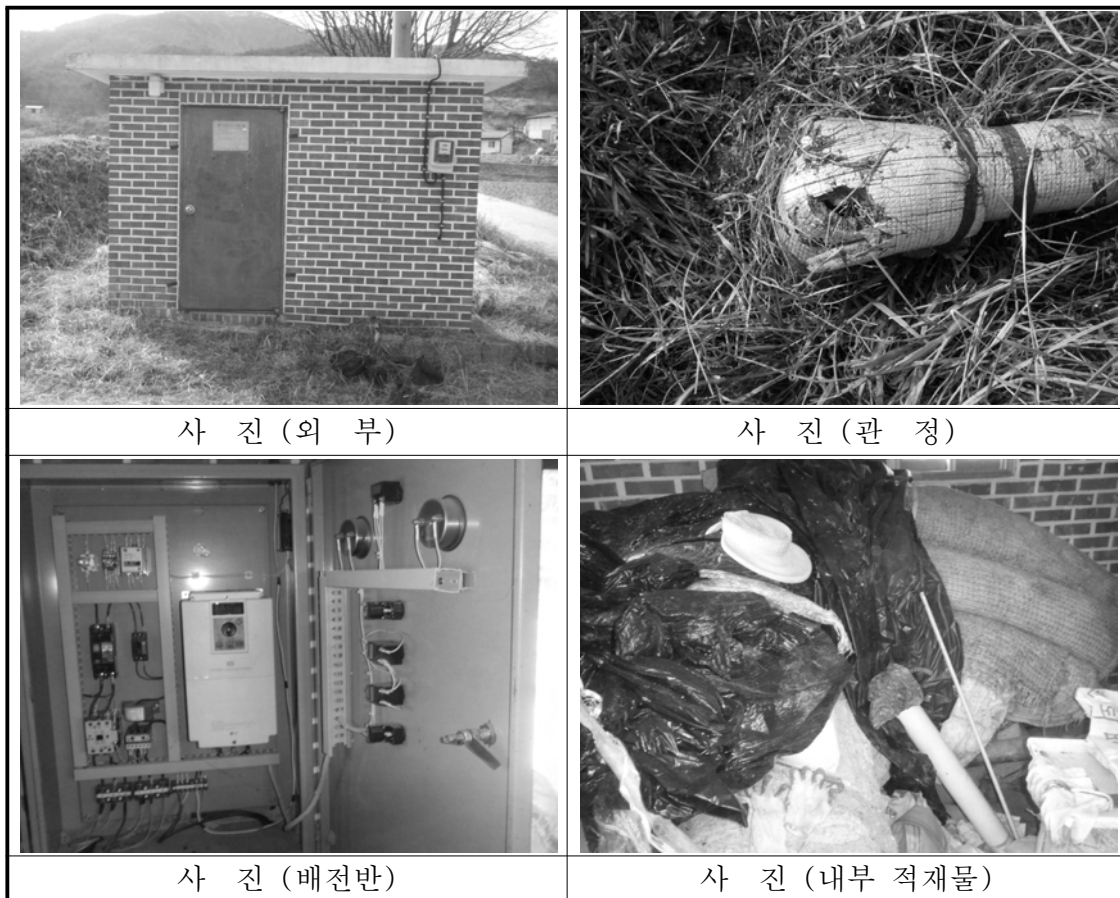 사 진 (외 부)
사 진 (관 정)
사 진 (배전반)
사 진 (내부 적재물)